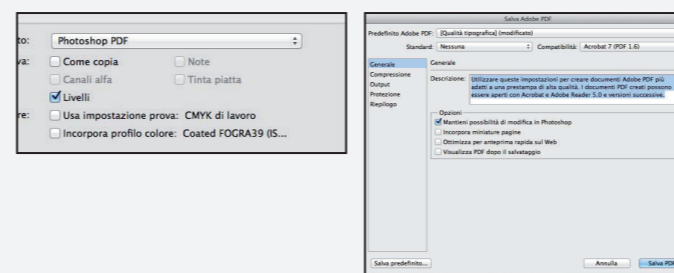 to:
Photoshop PDF
va:
Come copia
Note
Canali alfa
Tinta piatta
Livelli
re:
Usa impostazione prova: CMYK di lavoro
Incorpora profilo colore: Coated FOGRA39 (IS...
Salva Adobe PDF
Predefinito Adobe PDF: [Qualità tipografica] (modificato)
Standard: Nessuna
Compatibilità: Acrobat 7 (PDF 1.6)
Generale
Compressione
Output
Protezione
Riepilogo
Generale
Descrizione: Utilizzare queste impostazioni per creare documenti Adobe PDF più
adatti a una prestampa di alta qualità. I documenti PDF creati possono
essere aperti con Acrobat e Adobe Reader 5.0 e versioni successive.
Opzioni
Mantieni possibilità di modifica in Photoshop
Incorpora miniature pagine
Ottimizza per anteprima rapida sul Web
Visualizza PDF dopo il salvataggio
Salva predefinito...
Annulla
Salva PDF